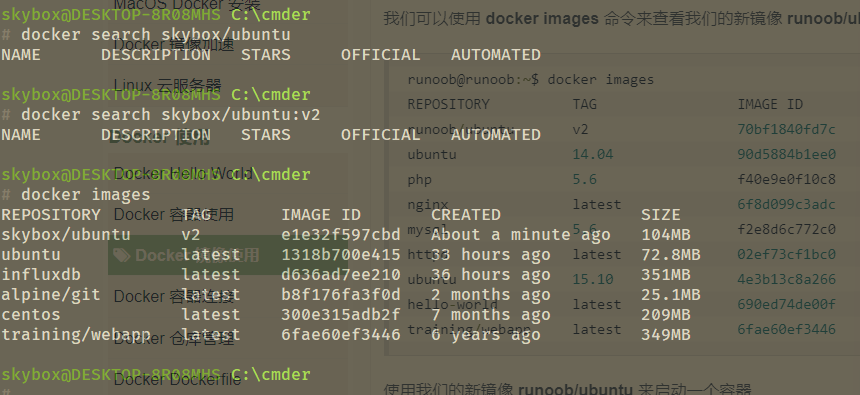 skybox@DESKTOP-8R08MHS C:\cmder
# docker search skybox/ubuntu
NAME DESCRIPTION STARS OFFICIAL AUTOMATED
skybox@DESKTOP-8R08MHS C:\cmder
# docker search skybox/ubuntu:v2
NAME DESCRIPTION STARS OFFICIAL AUTOMATED
skybox@DESKTOP-8R08MHS C:\cmder
# docker images
REPOSITORY TAG IMAGE ID CREATED SIZE
skybox/ubuntu v2 e1e32f597cbd About a minute ago 104MB
ubuntu latest 1318b700e415 63 hours ago 72.8MB
influxdb latest d636ad7ee210 36 hours ago 351MB
alpine/git latest b8f176fa3f0d 2 months ago 25.1MB
centos latest 300e315adb2f 7 months ago 209MB
training/webapp latest 6fae60ef3446 6 years ago 349MB
skybox@DESKTOP-8R08MHS C:\cmder
#
MacOS Docker 安装
Docker 镜像加速
Linux 云服务器
Docker 使用
Docker Hello World
Docker 容器使用
Docker 镜像使用
Docker 容器连接
Docker 仓库管理
Docker Dockerfile
我们可以使用 docker images 命令来查看我们的新镜像 runoob/ub
runoob@runoob:~$ docker images
REPOSITORY TAG IMAGE ID
runoob/ubuntu v2 70bf1840fd7c
ubuntu 14.04 90d5884b1ee0
php 5.6 f40e9e0f10c8
nginx latest 6f8d099c3adc
mysql 5.6 f2e8d6c772c0
httpd latest 02ef73cf1bc0
ubuntu 15.10 4e3b13c8a266
hello-world latest 690ed74de00f
training/webapp latest 6fae60ef3446
使用我们的新镜像 runoob/ubuntu 来启动一个容器